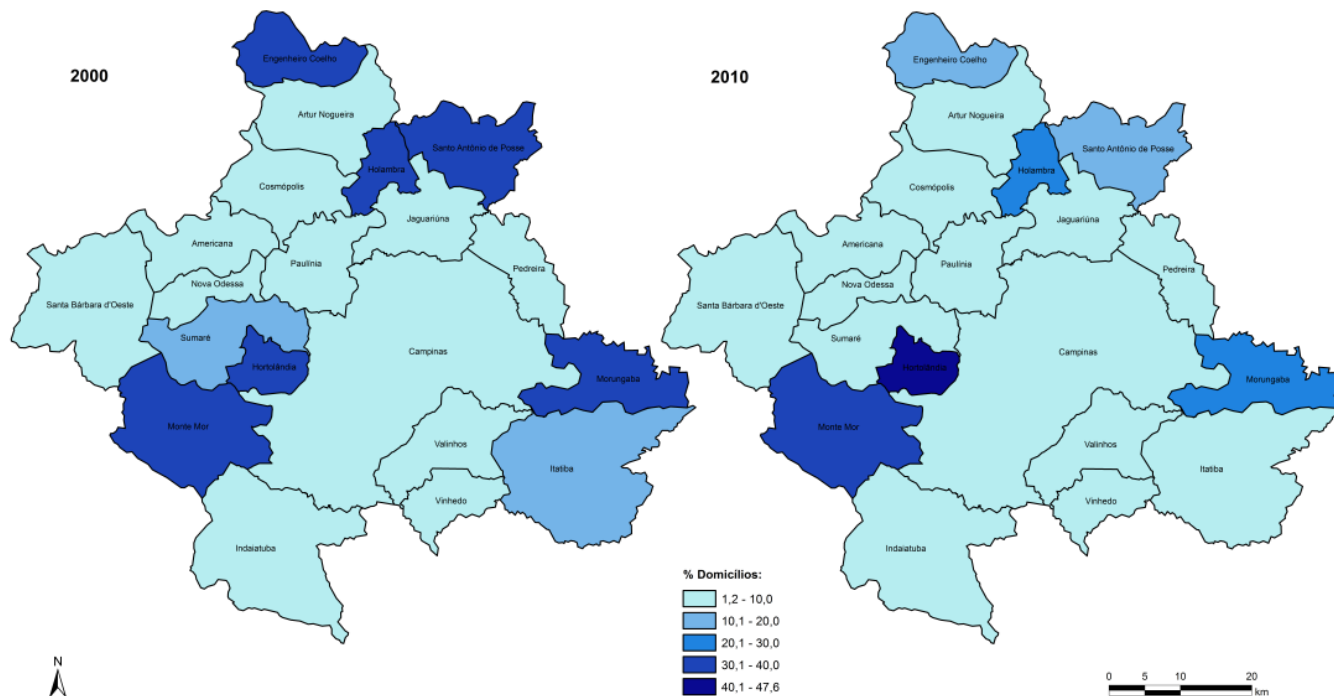 2000
Engenheiro Coelho
Artur Nogueira
Santo Antônio de Posse
Holambra
Cosmópolis
Jaguariúna
Americana
Paulínia
Pedreira
Nova Odessa
Santa Bárbara d'Oeste
Sumaré
Campinas
Hortolândia
Morungaba
Monte Mor
Valinhos
Itatiba
Vinhedo
Indaiatuba
N
2010
Engenheiro Coelho
Artur Nogueira
Santo Antônio de Posse
Holambra
Cosmópolis
Jaguariúna
Americana
Paulínia
Pedreira
Nova Odessa
Santa Bárbara d'Oeste
Sumaré
Campinas
Hortolândia
Morungaba
Monte Mor
Valinhos
Itatiba
Vinhedo
Indaiatuba
% Domicílios:
1,2 - 10,0
10,1 - 20,0
20,1 - 30,0
30,1 - 40,0
40,1 - 47,6
0 5 10 20
km